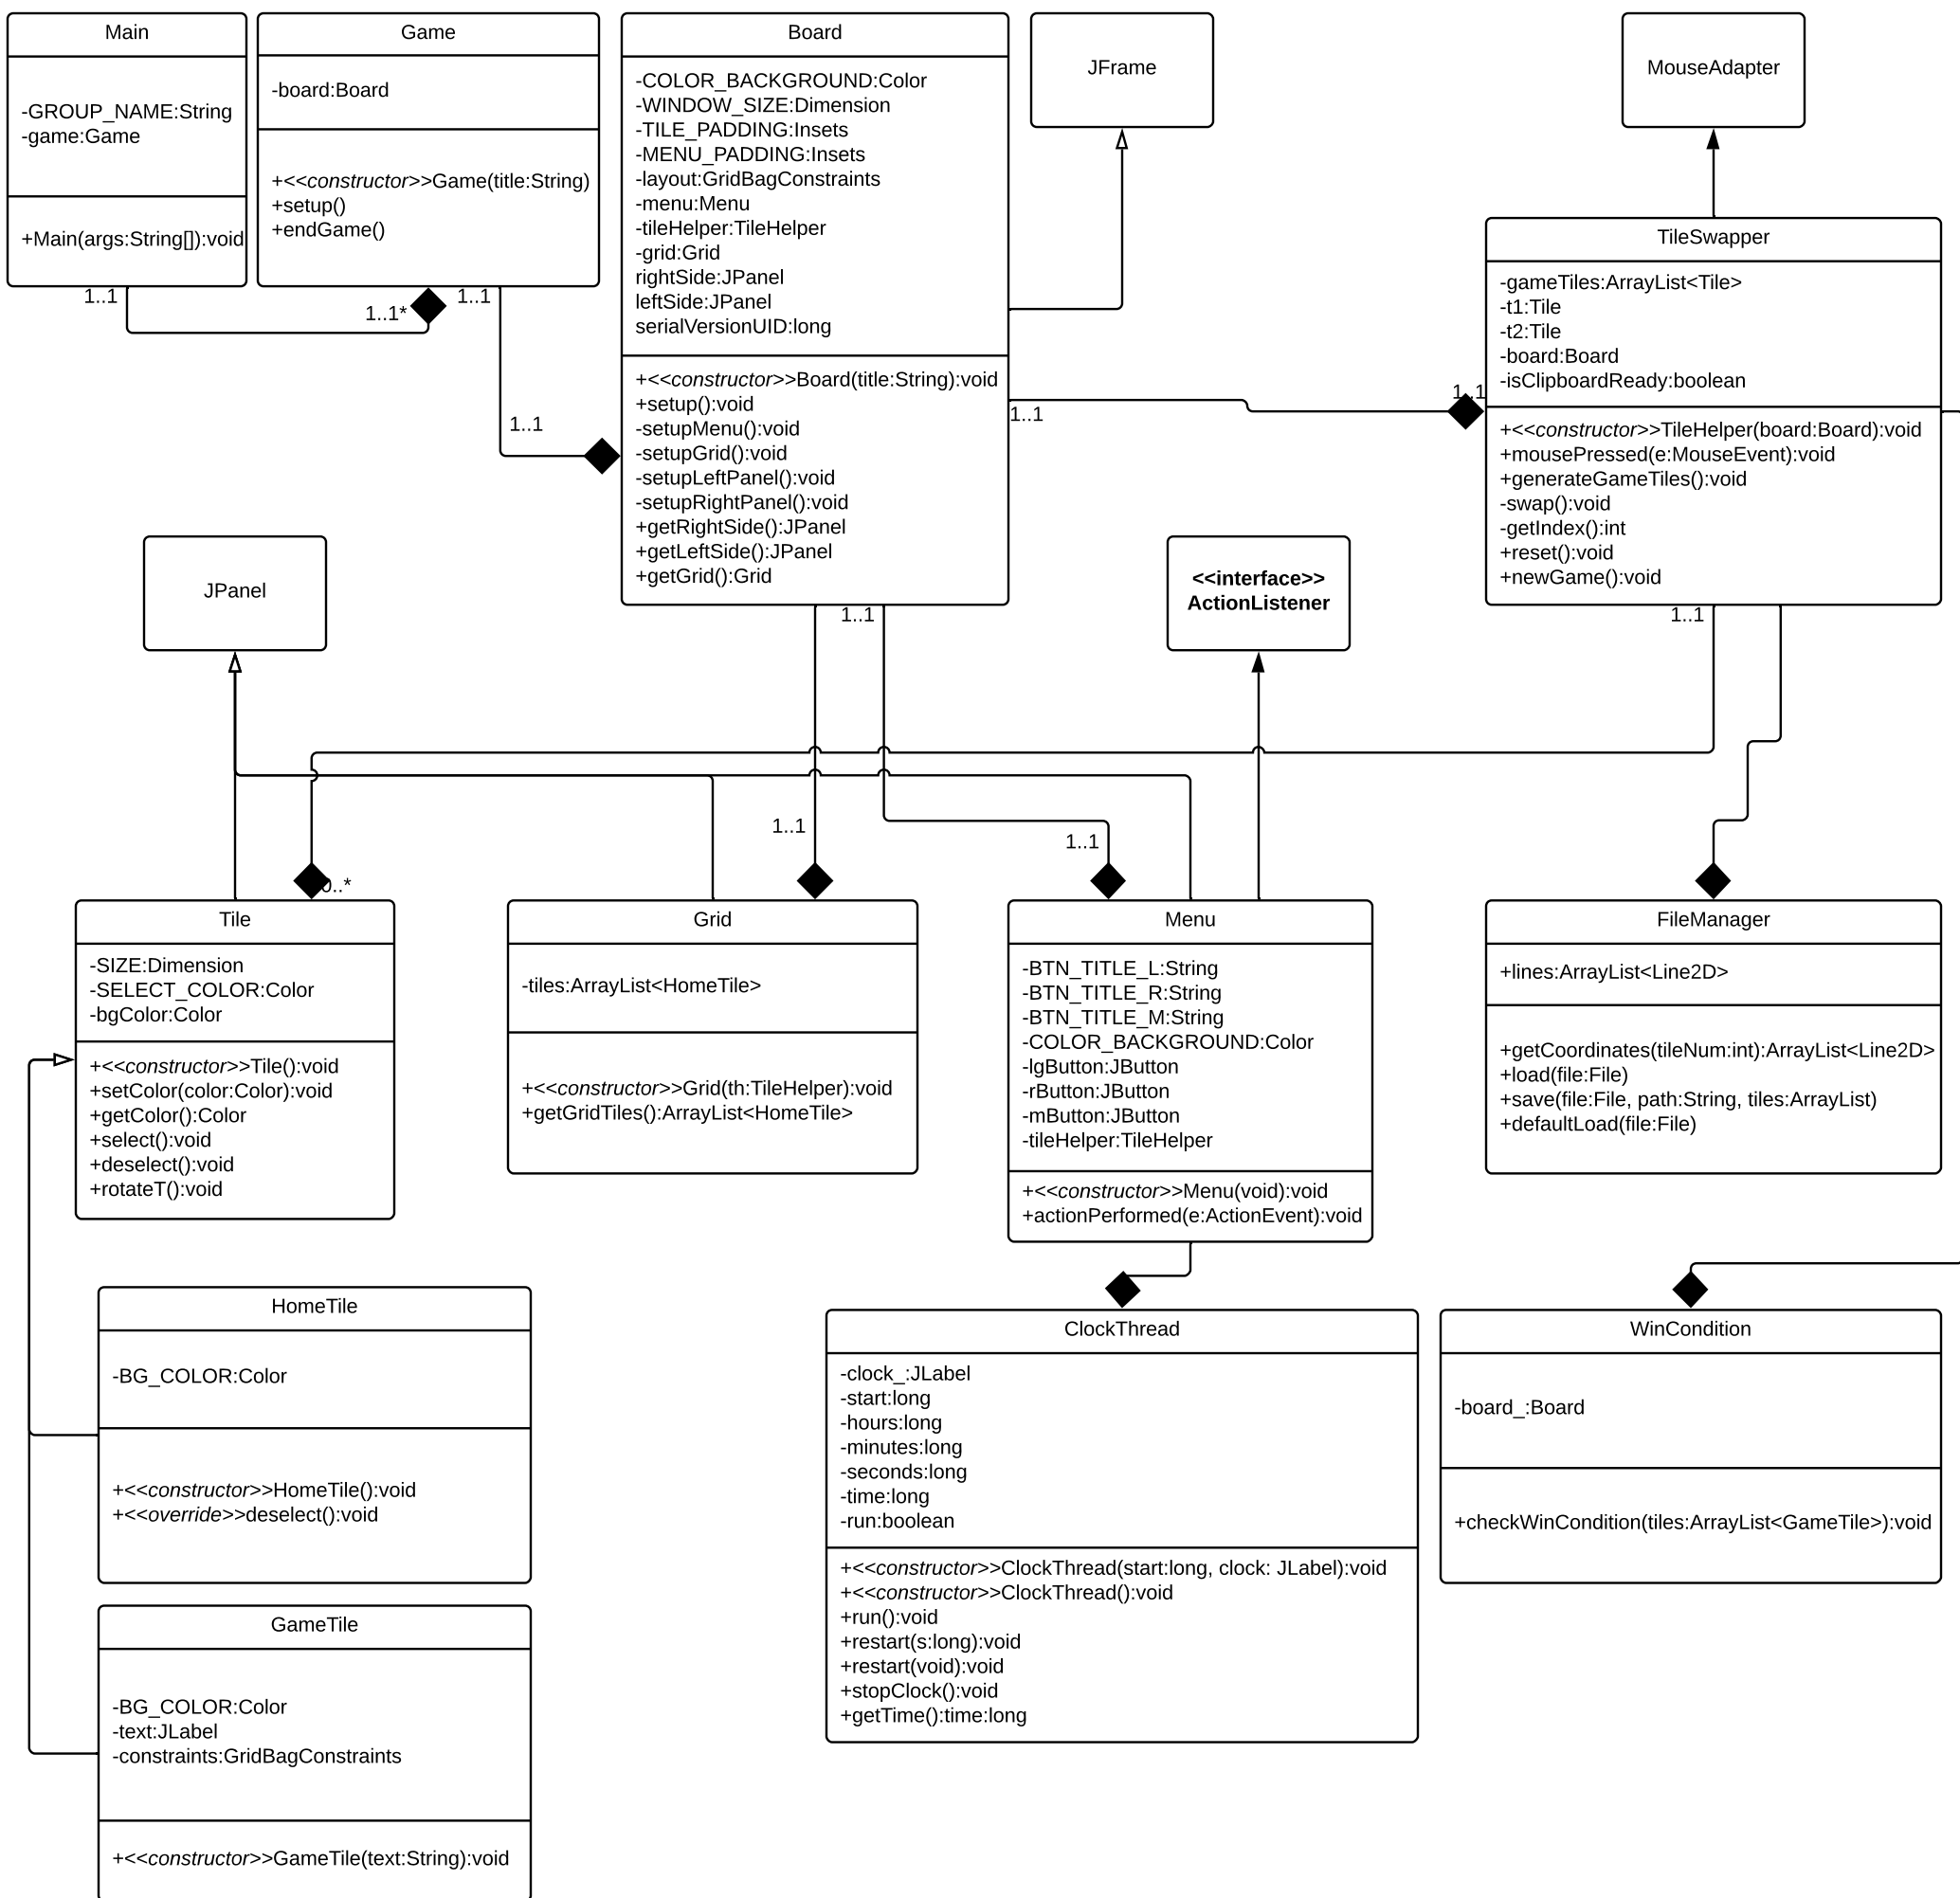 Main
-GROUP_NAME:String
-game:Game
+Main(args:String[]):void
Game
-board:Board
+<<constructor>>Game(title:String)
+setup()
+endGame()
Board
-COLOR_BACKGROUND:Color
-WINDOW_SIZE:Dimension
-TILE_PADDING:Insets
-MENU_PADDING:Insets
-layout:GridBagConstraints
-menu:Menu
-tileHelper:TileHelper
-grid:Grid
rightSide:JPanel
leftSide:JPanel
serialVersionUID:long
+<<constructor>>Board(title:String):void
+setup():void
-setupMenu():void
-setupGrid():void
-setupLeftPanel():void
-setupRightPanel():void
+getRightSide():JPanel
+getLeftSide():JPanel
+getGrid():Grid
JFrame
MouseAdapter
TileSwapper
-gameTiles:ArrayList<Tile>
-t1:Tile
-t2:Tile
-board:Board
-isClipboardReady:boolean
+<<constructor>>TileHelper(board:Board):void
+mousePressed(e:MouseEvent):void
+generateGameTiles():void
-swap():void
-getIndex():int
+reset():void
+newGame():void
1..1
1..1*
1..1
1..1
1..1
1..1
JPanel
<<interface>>
ActionListener
1..1
1..1
1..1
1..1
0..*
Tile
-SIZE:Dimension
-SELECT_COLOR:Color
-bgColor:Color
+<<constructor>>Tile():void
+setColor(color:Color):void
+getColor():Color
+select():void
+deselect():void
+rotateT():void
Grid
-tiles:ArrayList<HomeTile>
+<<constructor>>Grid(th:TileHelper):void
+getGridTiles():ArrayList<HomeTile>
Menu
-BTN_TITLE_L:String
-BTN_TITLE_R:String
-BTN_TITLE_M:String
-COLOR_BACKGROUND:Color
-lgButton:JButton
-rButton:JButton
-mButton:JButton
-tileHelper:TileHelper
+<<constructor>>Menu(void):void
+actionPerformed(e:ActionEvent):void
FileManager
+lines:ArrayList<Line2D>
+getCoordinates(tileNum:int):ArrayList<Line2D>
+load(file:File)
+save(file:File, path:String, tiles:ArrayList)
+defaultLoad(file:File)
HomeTile
-BG_COLOR:Color
+<<constructor>>HomeTile():void
+<<override>>deselect():void
ClockThread
-clock_:JLabel
-start:long
-hours:long
-minutes:long
-seconds:long
-time:long
-run:boolean
+<<constructor>>ClockThread(start:long, clock: JLabel):void
+<<constructor>>ClockThread():void
+run():void
+restart(s:long):void
+restart(void):void
+stopClock():void
+getTime():time:long
WinCondition
-board_:Board
+checkWinCondition(tiles:ArrayList<GameTile>):void
GameTile
-BG_COLOR:Color
-text:JLabel
-constraints:GridBagConstraints
+<<constructor>>GameTile(text:String):void